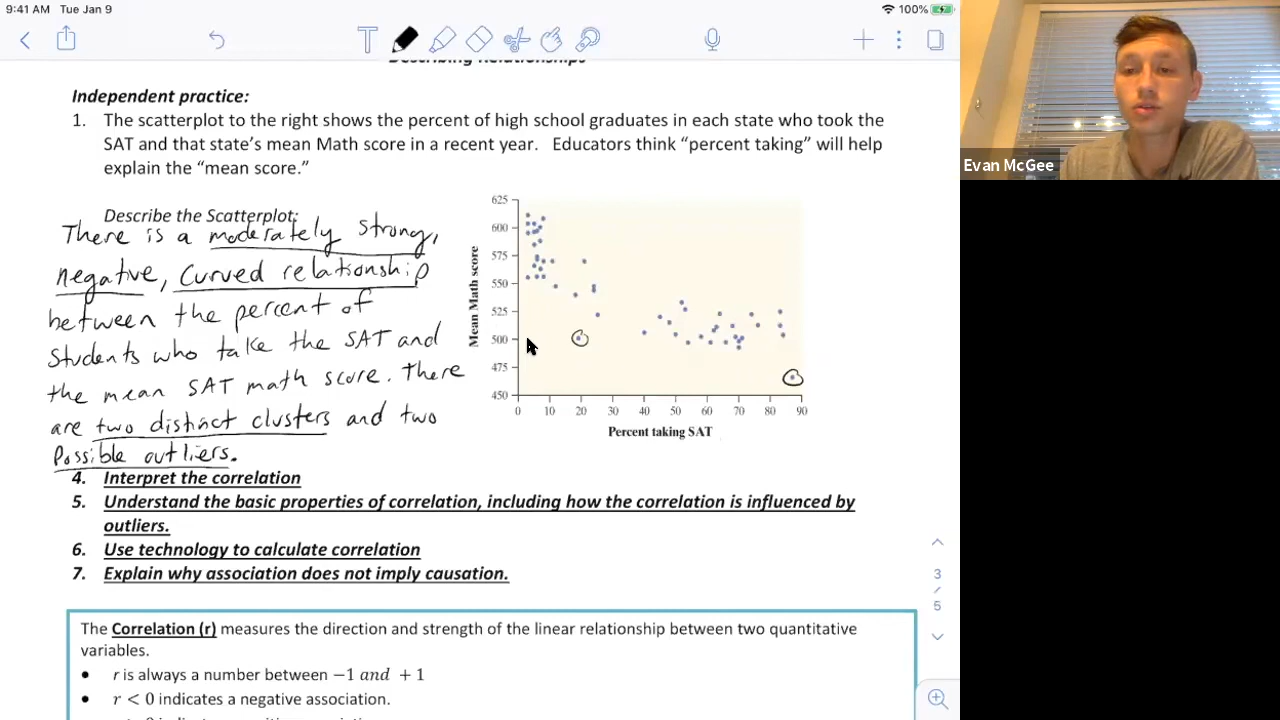 9:41 AM Tue Jan 9
100%
Describing Relationships
Independent practice:
1. The scatterplot to the right shows the percent of high school graduates in each state who took the
SAT and that state's mean Math score in a recent year. Educators think "percent taking" will help
explain the "mean score."
Evan McGee
Describe the Scatterplot:
There is a moderately strong,
negative, curved relationship
between the percent of
students who take the SAT and
the mean SAT math score. There
are two distinct clusters and two
possible outliers.
Mean Math score
625
600
575
550
525
500
475
450
0 10 20 30 40 50 60 70 80 90
Percent taking SAT
4. Interpret the correlation
5. Understand the basic properties of correlation, including how the correlation is influenced by
outliers.
6. Use technology to calculate correlation
7. Explain why association does not imply causation.
3
/
5
The Correlation (r) measures the direction and strength of the linear relationship between two quantitative
variables.
• r is always a number between −1 and + 1
• r < 0 indicates a negative association.